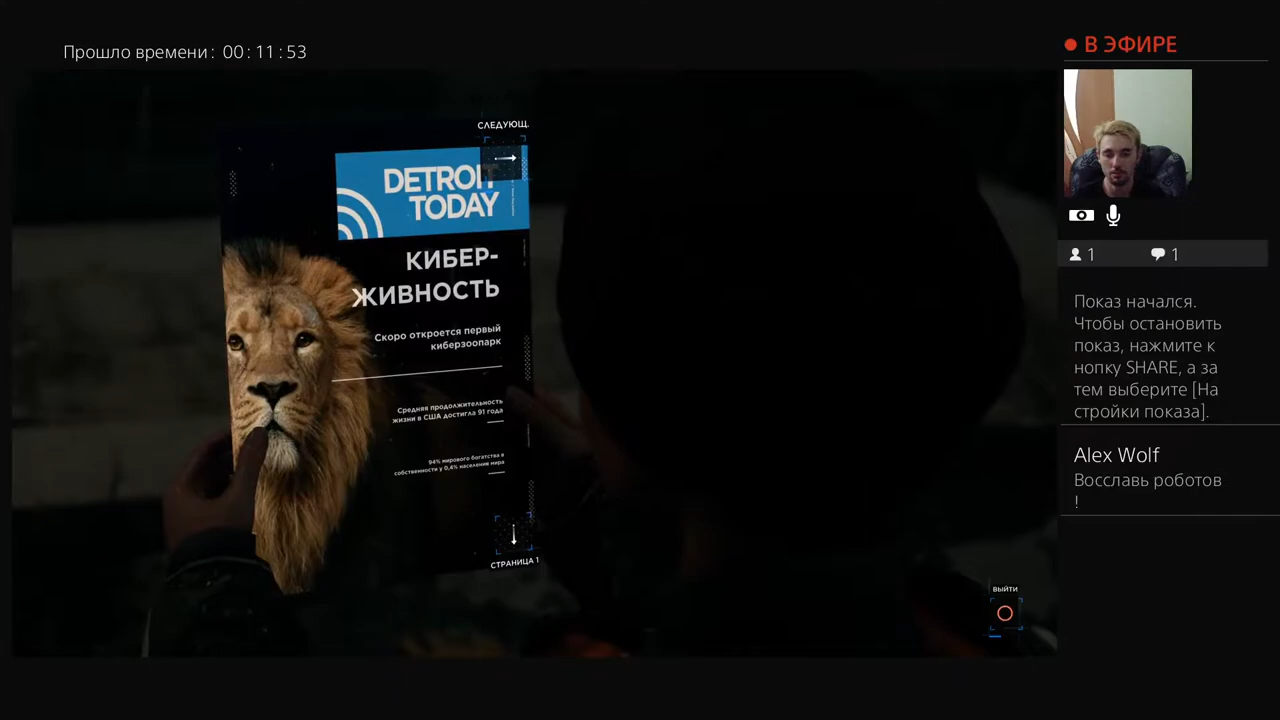 Прошло времени: 00:11:53
В ЭФИРЕ
СЛЕДУЮЩ.
DETROIT
TODAY
КИБЕР-
ЖИВНОСТЬ
Скоро откроется первый
киберзоопарк
Средняя продолжительность
жизни в США достигла 91 года
94% мирового богатства в
собственности у 0,4% населения мира
СТРАНИЦА 1
ВЫЙТИ
1
1
Показ начался.
Чтобы остановить
показ, нажмите к
нопку SHARE, а за
тем выберите [На
стройки показа].
Alex Wolf
Восславь роботов
!